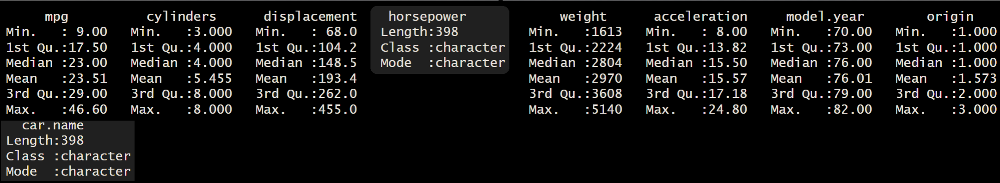 mpg cylinders displacement horsepower weight acceleration model.year origin
Min. : 9.00 Min. :3.000 Min. : 68.0 Length:398 Min. :1613 Min. : 8.00 Min. :70.00 Min. :1.000
1st Qu.:17.50 1st Qu.:4.000 1st Qu.:104.2 Class :character 1st Qu.:2224 1st Qu.:13.82 1st Qu.:73.00 1st Qu.:1.000
Median :23.00 Median :4.000 Median :148.5 Mode :character Median :2804 Median :15.50 Median :76.00 Median :1.000
Mean :23.51 Mean :5.455 Mean :193.4 Mean :2970 Mean :15.57 Mean :76.01 Mean :1.573
3rd Qu.:29.00 3rd Qu.:8.000 3rd Qu.:262.0 3rd Qu.:3608 3rd Qu.:17.18 3rd Qu.:79.00 3rd Qu.:2.000
Max. :46.60 Max. :8.000 Max. :455.0 Max. :5140 Max. :24.80 Max. :82.00 Max. :3.000
car.name
Length:398
Class :character
Mode :character